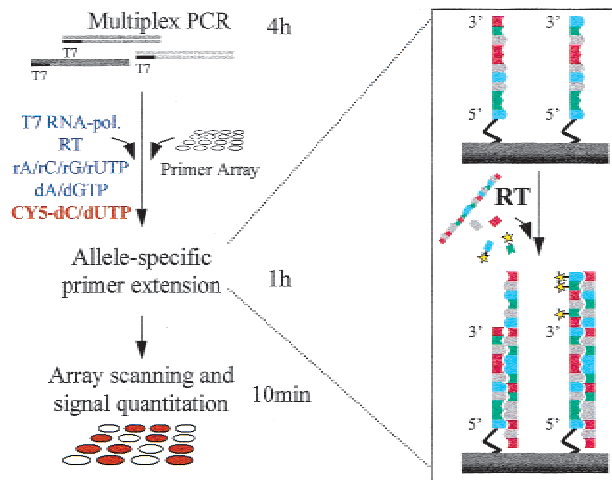 Multiplex PCR
4h
T7
T7
T7
T7 RNA-pol.
RT
rA/rC/rG/rUTP
dA/dGTP
CY5-dC/dUTP
Primer Array
Allele-specific
primer extension
1h
Array scanning and
signal quantitation
10min
3’
3’
5’
5’
RT
3’
3’
5’
5’